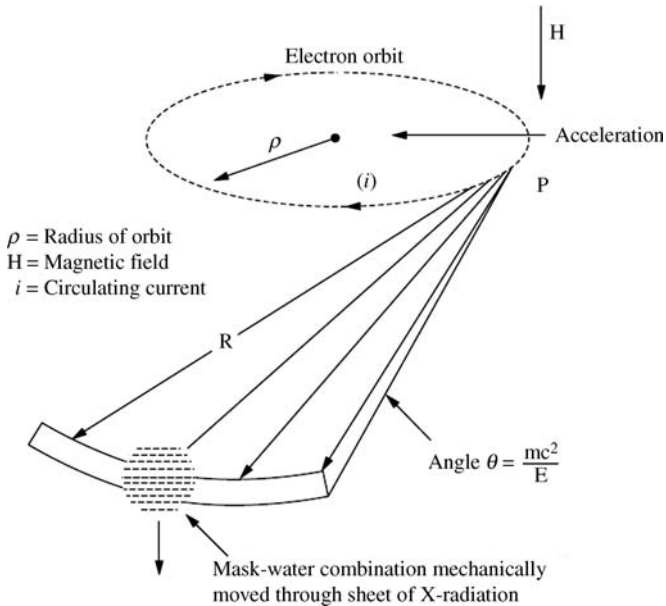 H
Electron orbit
Acceleration
ρ
(i)
P
ρ = Radius of orbit
H = Magnetic field
i = Circulating current
R
Angle θ = mc²/E
Mask-water combination mechanically
moved through sheet of X-radiation